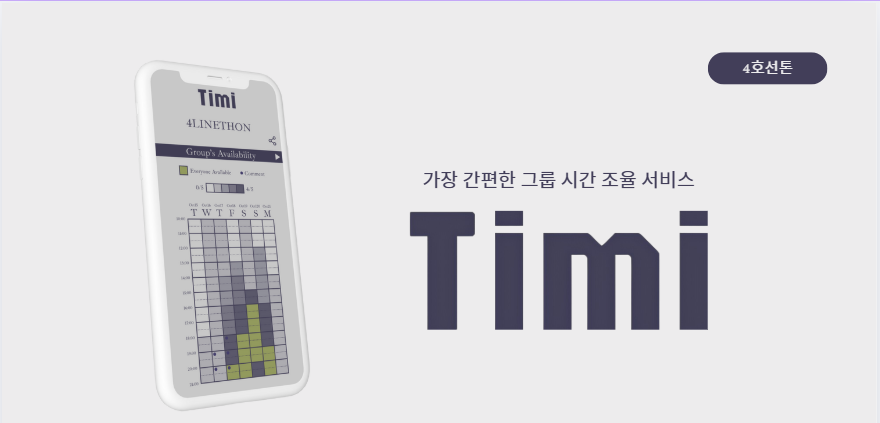 4호선톤
가장 간편한 그룹 시간 조율 서비스
Timi
Timi
4LINETHON
Group's Availability
Everyone Available
Comment
0/5
4/5
T W T F S S M